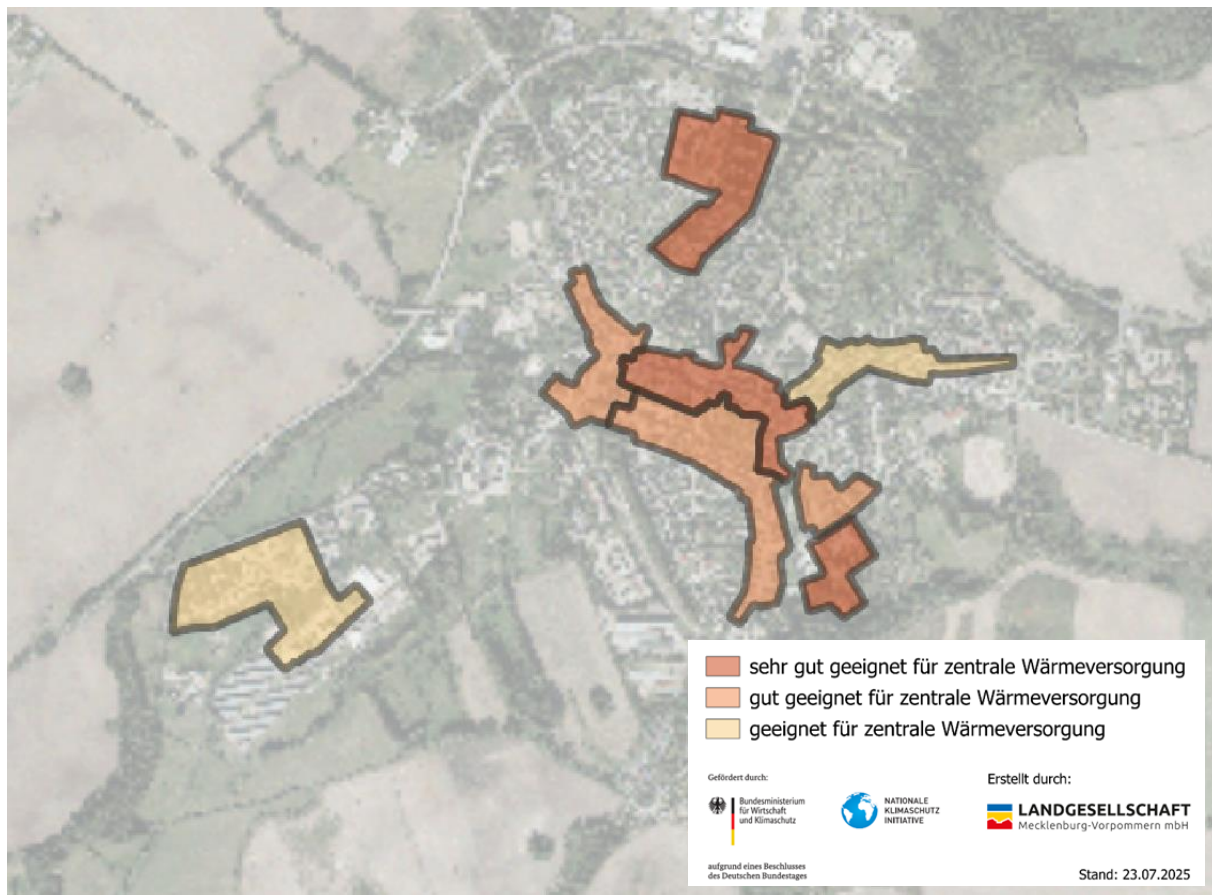 sehr gut geeignet für zentrale Wärmeversorgung
gut geeignet für zentrale Wärmeversorgung
geeignet für zentrale Wärmeversorgung
Gefördert durch:
Bundesministerium
für Wirtschaft
und Klimaschutz
aufgrund eines Beschlusses
des Deutschen Bundestages
NATIONALE
KLIMASCHUTZ
INITIATIVE
Erstellt durch:
LANDGESELLSCHAFT
Mecklenburg-Vorpommern mbH
Stand: 23.07.2025